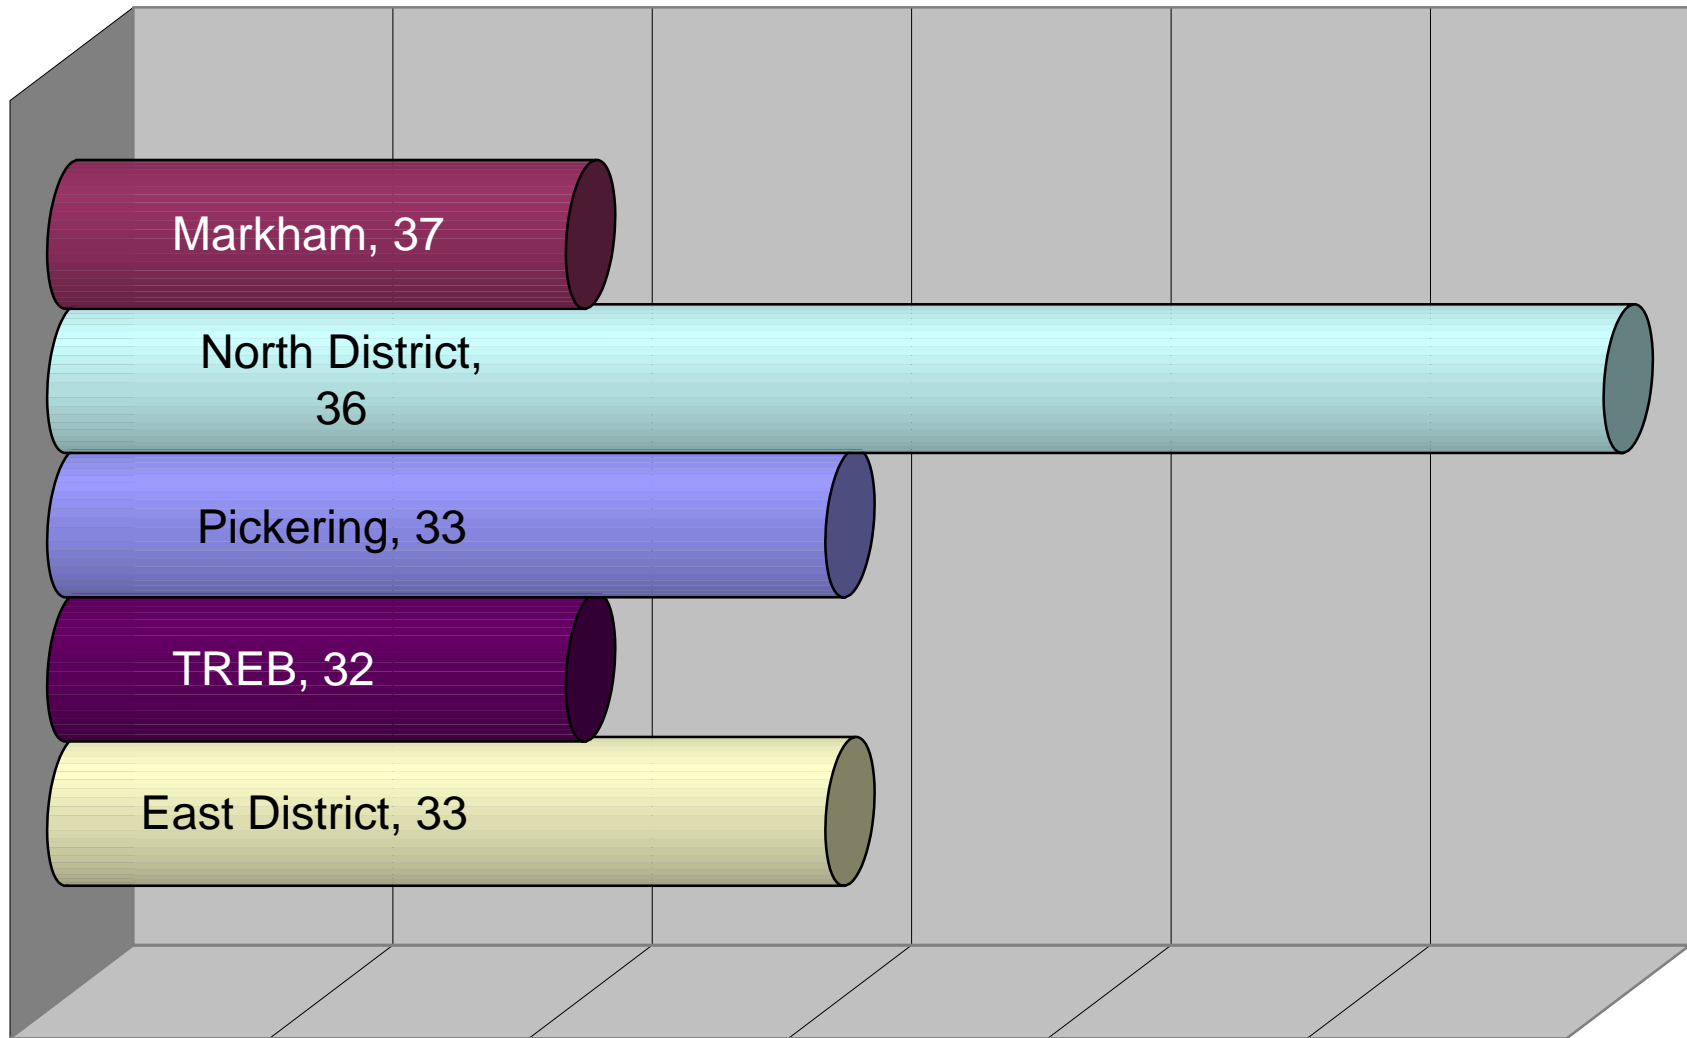 Markham, 37
North District,
36
Pickering, 33
TREB, 32
East District, 33